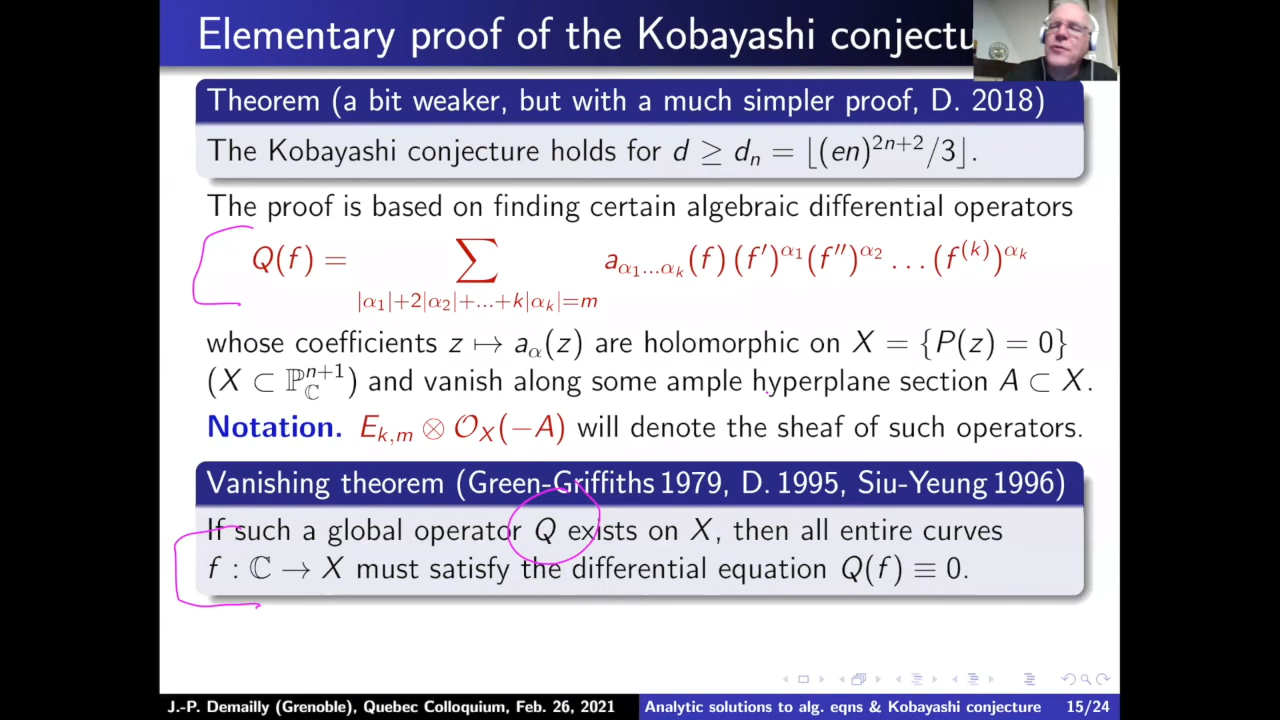 Elementary proof of the Kobayashi conjectu
Theorem (a bit weaker, but with a much simpler proof, D. 2018)
The Kobayashi conjecture holds for d ≥ dₙ = ⌊(en)²ⁿ⁺²/3⌋.
The proof is based on finding certain algebraic differential operators
Q(f) = ∑_{|α₁|+2|α₂|+...+k|αₖ|=m} a_{α₁...αₖ}(f) (f′)^{α₁}(f″)^{α₂} ... (f^{(k)})^{αₖ}
whose coefficients z ↦ a_α(z) are holomorphic on X = {P(z) = 0}
(X ⊂ ℙ_ℂ^{n+1}) and vanish along some ample hyperplane section A ⊂ X.
Notation. E_{k,m} ⊗ 𝒪_X(−A) will denote the sheaf of such operators.
Vanishing theorem (Green-Griffiths 1979, D. 1995, Siu-Yeung 1996)
If such a global operator Q exists on X, then all entire curves
f : ℂ → X must satisfy the differential equation Q(f) ≡ 0.
J.-P. Demailly (Grenoble), Quebec Colloquium, Feb. 26, 2021 Analytic solutions to alg. eqns & Kobayashi conjecture 15/24